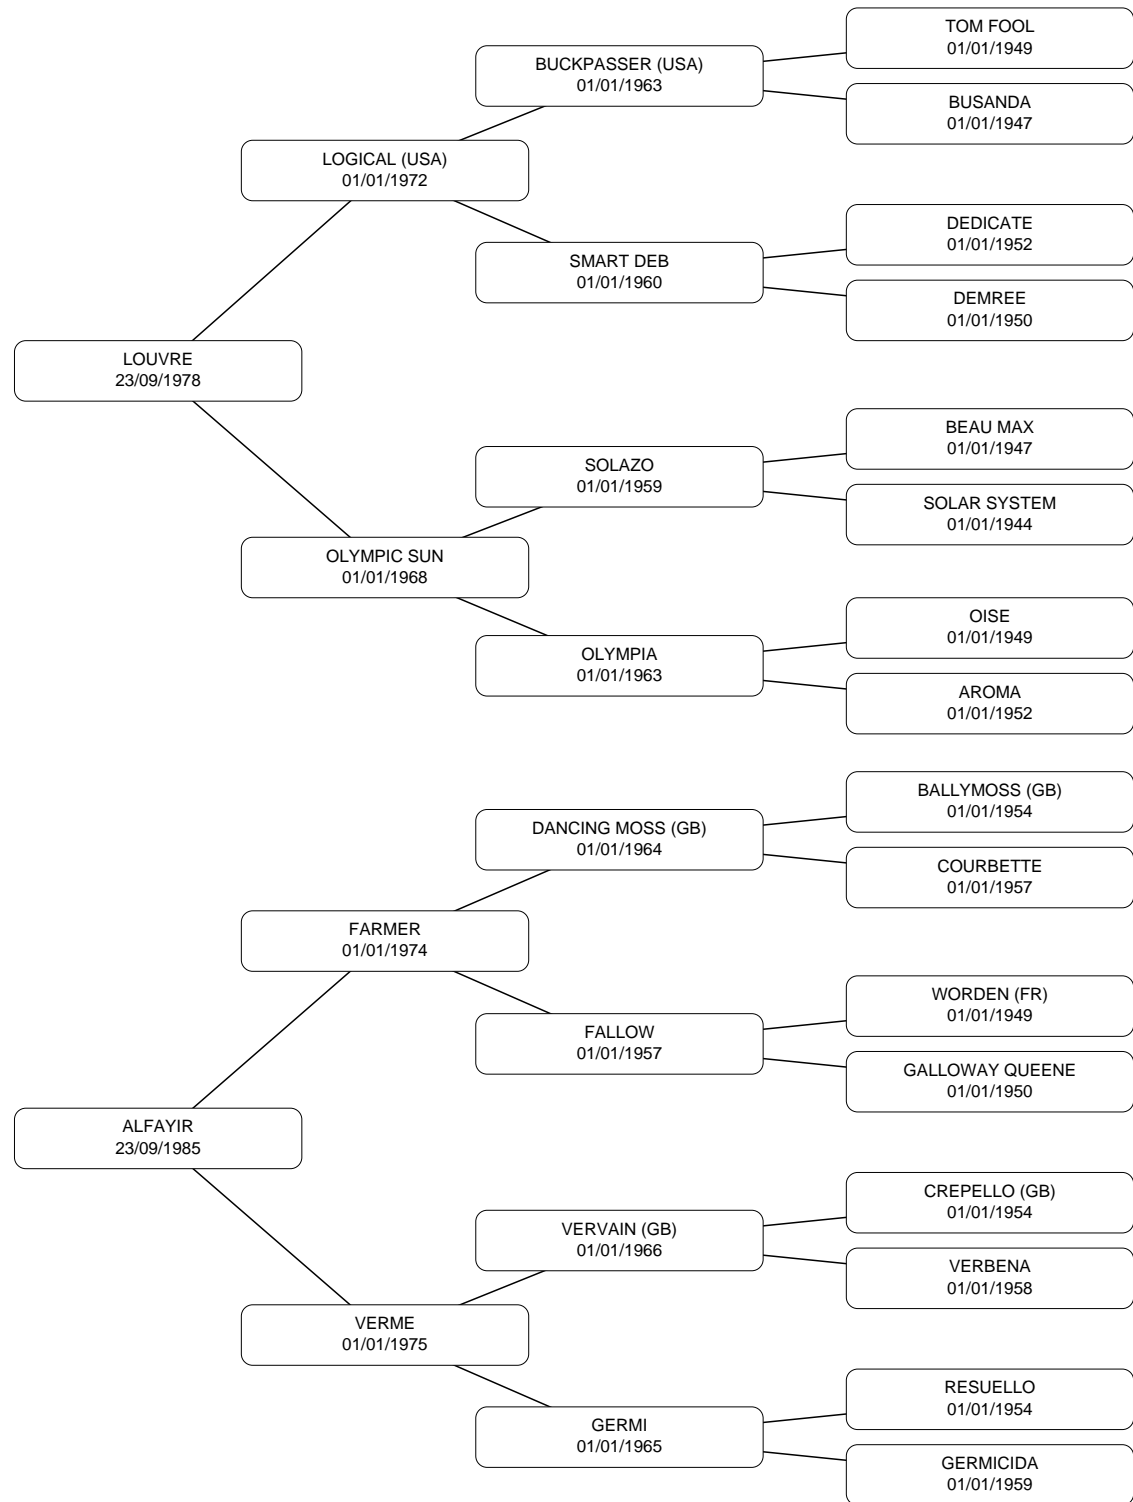 TOM FOOL
01/01/1949
BUCKPASSER (USA)
01/01/1963
BUSANDA
01/01/1947
LOGICAL (USA)
01/01/1972
DEDICATE
01/01/1952
SMART DEB
01/01/1960
DEMREE
01/01/1950
LOUVRE
23/09/1978
BEAU MAX
01/01/1947
SOLAZO
01/01/1959
SOLAR SYSTEM
01/01/1944
OLYMPIC SUN
01/01/1968
OISE
01/01/1949
OLYMPIA
01/01/1963
AROMA
01/01/1952
BALLYMOSS (GB)
01/01/1954
DANCING MOSS (GB)
01/01/1964
COURBETTE
01/01/1957
FARMER
01/01/1974
WORDEN (FR)
01/01/1949
FALLOW
01/01/1957
GALLOWAY QUEENE
01/01/1950
ALFAYIR
23/09/1985
CREPELLO (GB)
01/01/1954
VERVAIN (GB)
01/01/1966
VERBENA
01/01/1958
VERME
01/01/1975
RESUELLO
01/01/1954
GERMI
01/01/1965
GERMICIDA
01/01/1959